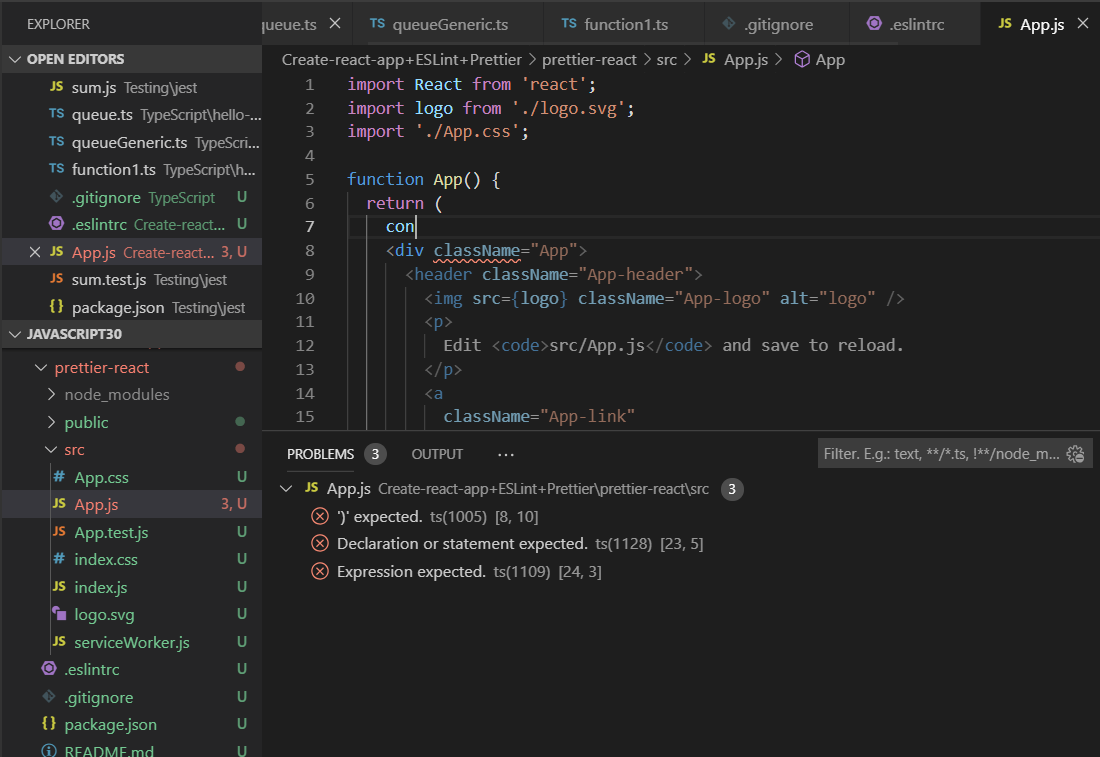 EXPLORER
OPEN EDITORS
JS sum.js Testing\jest
TS queue.ts TypeScript\hello-...
TS queueGeneric.ts TypeScri...
TS function1.ts TypeScript\h...
.gitignore TypeScript U
.eslintrc Create-react... U
JS App.js Create-react... 3, U
JS sum.test.js Testing\jest
{} package.json Testing\jest
JAVASCRIPT30
prettier-react
node_modules
public
src
# App.css U
JS App.js 3, U
JS App.test.js U
# index.css U
JS index.js U
logo.svg U
JS serviceWorker.js U
.eslintrc U
.gitignore U
{} package.json U
README.md U
queue.ts TS queueGeneric.ts TS function1.ts .gitignore .eslintrc JS App.js
Create-react-app+ESLint+Prettier > prettier-react > src > JS App.js > App
1 import React from 'react';
2 import logo from './logo.svg';
3 import './App.css';
4
5 function App() {
6 return (
7 con
8 <div className="App">
9 <header className="App-header">
10 <img src={logo} className="App-logo" alt="logo" />
11 <p>
12 Edit <code>src/App.js</code> and save to reload.
13 </p>
14 <a
15 className="App-link"
PROBLEMS 3 OUTPUT ... Filter. E.g.: text, **/*.ts, !**/node_m...
JS App.js Create-react-app+ESLint+Prettier\prettier-react\src 3
')' expected. ts(1005) [8, 10]
Declaration or statement expected. ts(1128) [23, 5]
Expression expected. ts(1109) [24, 3]